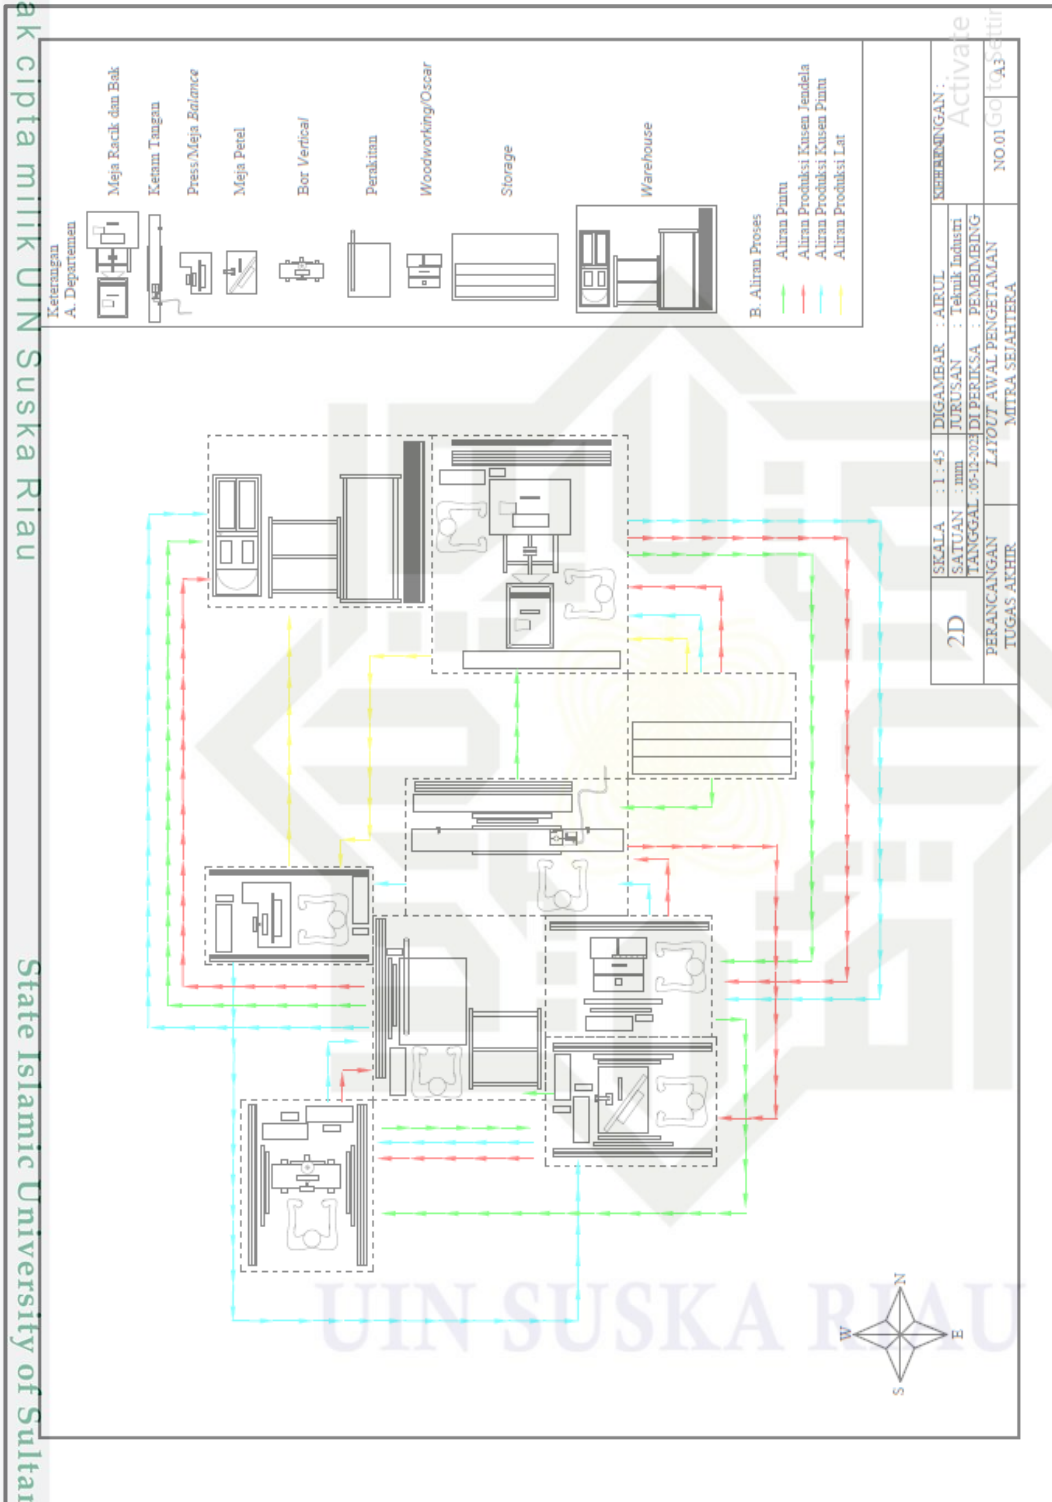 ak cipta milik UIN Suska Riau
State Islamic University of Sultan
Keterangan
A. Departemen
Meja Racik dan Bak
Ketam Tangan
Press/Meja Balance
Meja Petel
Bor Vertical
Perakitan
Woodworking/Oscar
Storage
Warehouse
B. Aliran Proses
Aliran Pintu
Aliran Produksi Kusen Jendela
Aliran Produksi Kusen Pintu
Aliran Produksi Lat
2D
SKALA : 1 : 45
SATUAN : mm
TANGGAL :05-12-2023
DIGAMBAR : AIRUL
JURUSAN : Teknik Industri
DI PERIKSA : PEMBIMBING
PERANCANGAN
TUGAS AKHIR
LAYOUT AWAL PENGETAMAN
MITRA SEJAHTERA
NO.01
A3
Activate
Go to Settin
UIN SUSKA RIAU
N
W
E
S